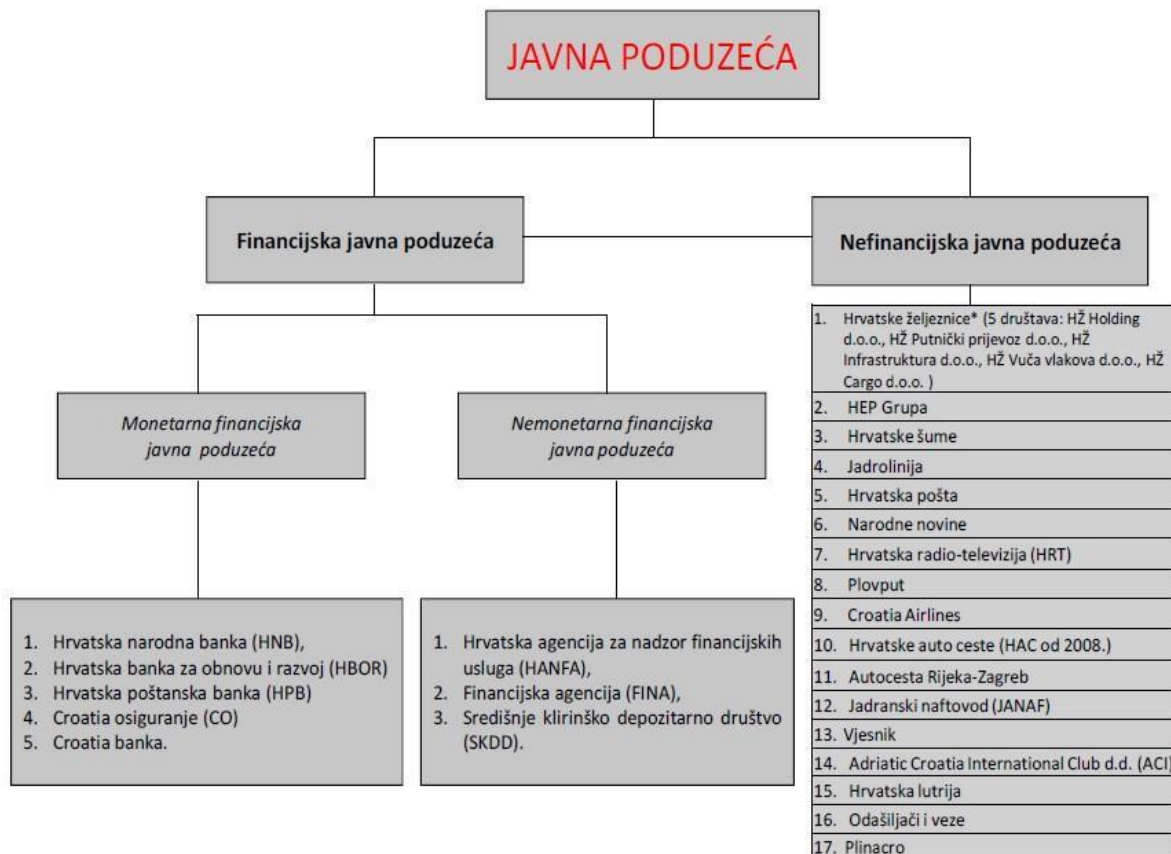 JAVNA PODUZEĆA
Financijska javna poduzeća
Nefinancijska javna poduzeća
Monetarna financijska
javna poduzeća
Nemonetarna financijska
javna poduzeća
1. Hrvatska narodna banka (HNB),
2. Hrvatska banka za obnovu i razvoj (HBOR)
3. Hrvatska poštanska banka (HPB)
4. Croatia osiguranje (CO)
5. Croatia banka.
1. Hrvatska agencija za nadzor financijskih
usluga (HANFA),
2. Financijska agencija (FINA),
3. Središnje klirinško depozitarno društvo
(SKDD).
1. Hrvatske željeznice* (5 društava: HŽ Holding
d.o.o., HŽ Putnički prijevoz d.o.o., HŽ
Infrastruktura d.o.o., HŽ Vuča vlakova d.o.o., HŽ
Cargo d.o.o. )
2. HEP Grupa
3. Hrvatske šume
4. Jadrolinija
5. Hrvatska pošta
6. Narodne novine
7. Hrvatska radio-televizija (HRT)
8. Plovput
9. Croatia Airlines
10. Hrvatske auto ceste (HAC od 2008.)
11. Autocesta Rijeka-Zagreb
12. Jadranski naftovod (JANAF)
13. Vjesnik
14. Adriatic Croatia International Club d.d. (ACI)
15. Hrvatska lutrija
16. Odašiljači i veze
17. Plinacro